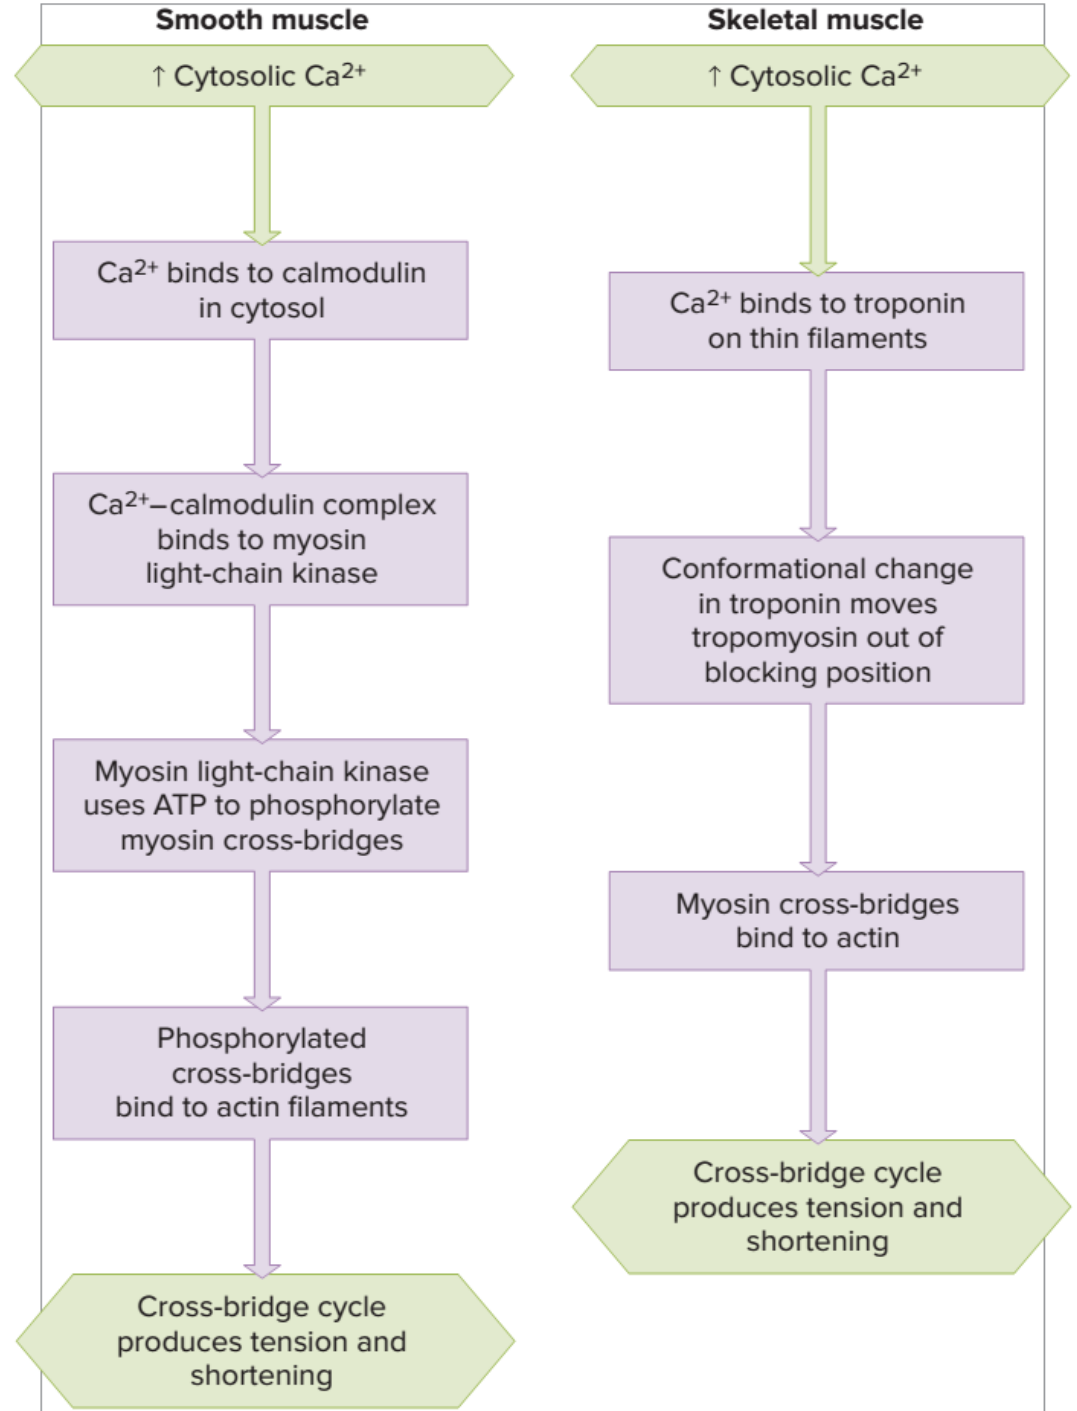 Smooth muscle
↑ Cytosolic Ca²⁺
Ca²⁺ binds to calmodulin
in cytosol
Ca²⁺–calmodulin complex
binds to myosin
light-chain kinase
Myosin light-chain kinase
uses ATP to phosphorylate
myosin cross-bridges
Phosphorylated
cross-bridges
bind to actin filaments
Cross-bridge cycle
produces tension and
shortening
Skeletal muscle
↑ Cytosolic Ca²⁺
Ca²⁺ binds to troponin
on thin filaments
Conformational change
in troponin moves
tropomyosin out of
blocking position
Myosin cross-bridges
bind to actin
Cross-bridge cycle
produces tension and
shortening